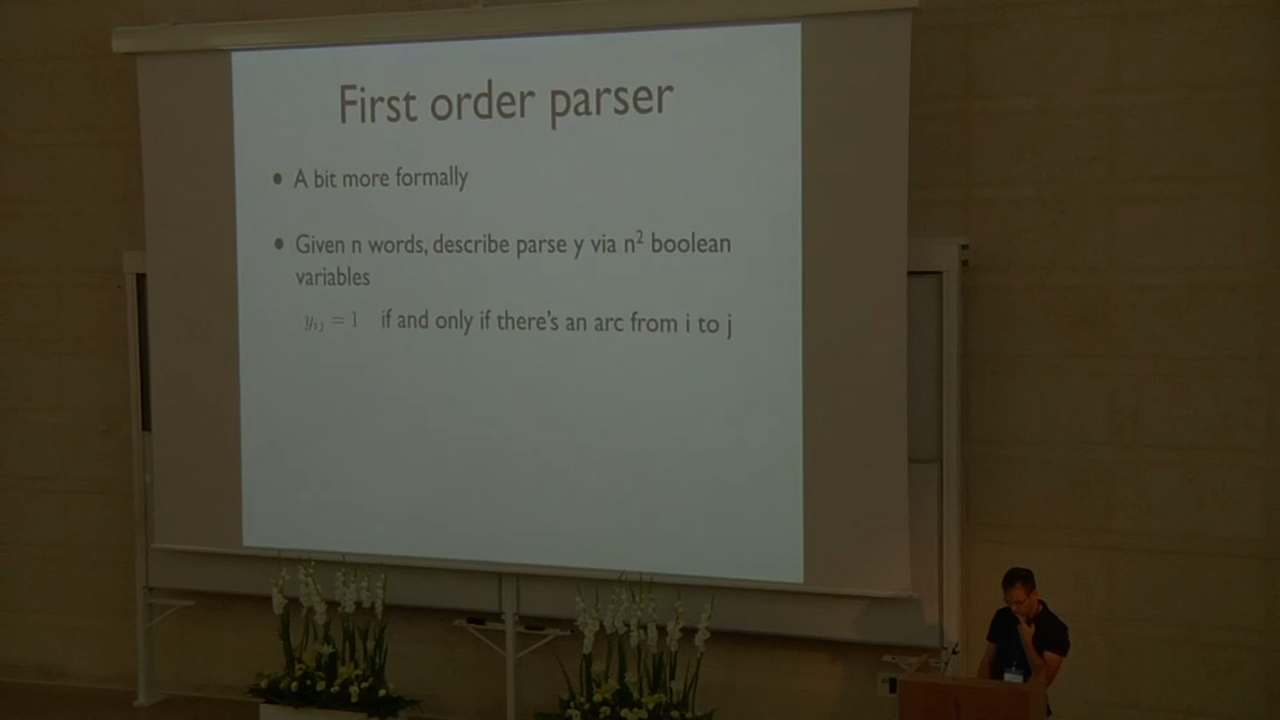 First order parser
• A bit more formally
• Given n words, describe parse y via n² boolean
variables
yᵢⱼ = 1 if and only if there's an arc from i to j